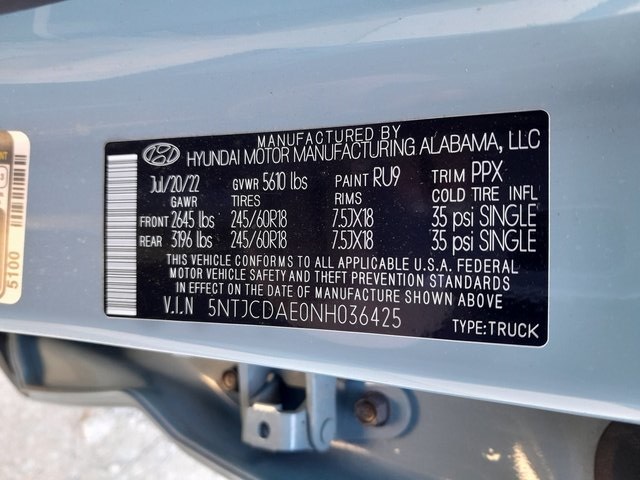 MANUFACTURED BY
HYUNDAI MOTOR MANUFACTURING ALABAMA, LLC
Jul/20/22 GVWR 5610 lbs PAINT RU9 TRIM PPX
GAWR TIRES RIMS COLD TIRE INFL
FRONT 2645 lbs 245/60R18 7.5JX18 35 psi SINGLE
REAR 3196 lbs 245/60R18 7.5JX18 35 psi SINGLE
THIS VEHICLE CONFORMS TO ALL APPLICABLE U.S.A. FEDERAL
MOTOR VEHICLE SAFETY AND THEFT PREVENTION STANDARDS
IN EFFECT ON THE DATE OF MANUFACTURE SHOWN ABOVE
V.I.N 5NTJCDAE0NH036425 TYPE:TRUCK
5100